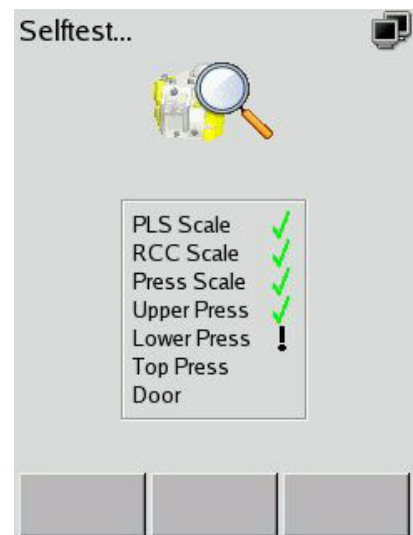 Selftest...
PLS Scale
RCC Scale
Press Scale
Upper Press
Lower Press !
Top Press
Door